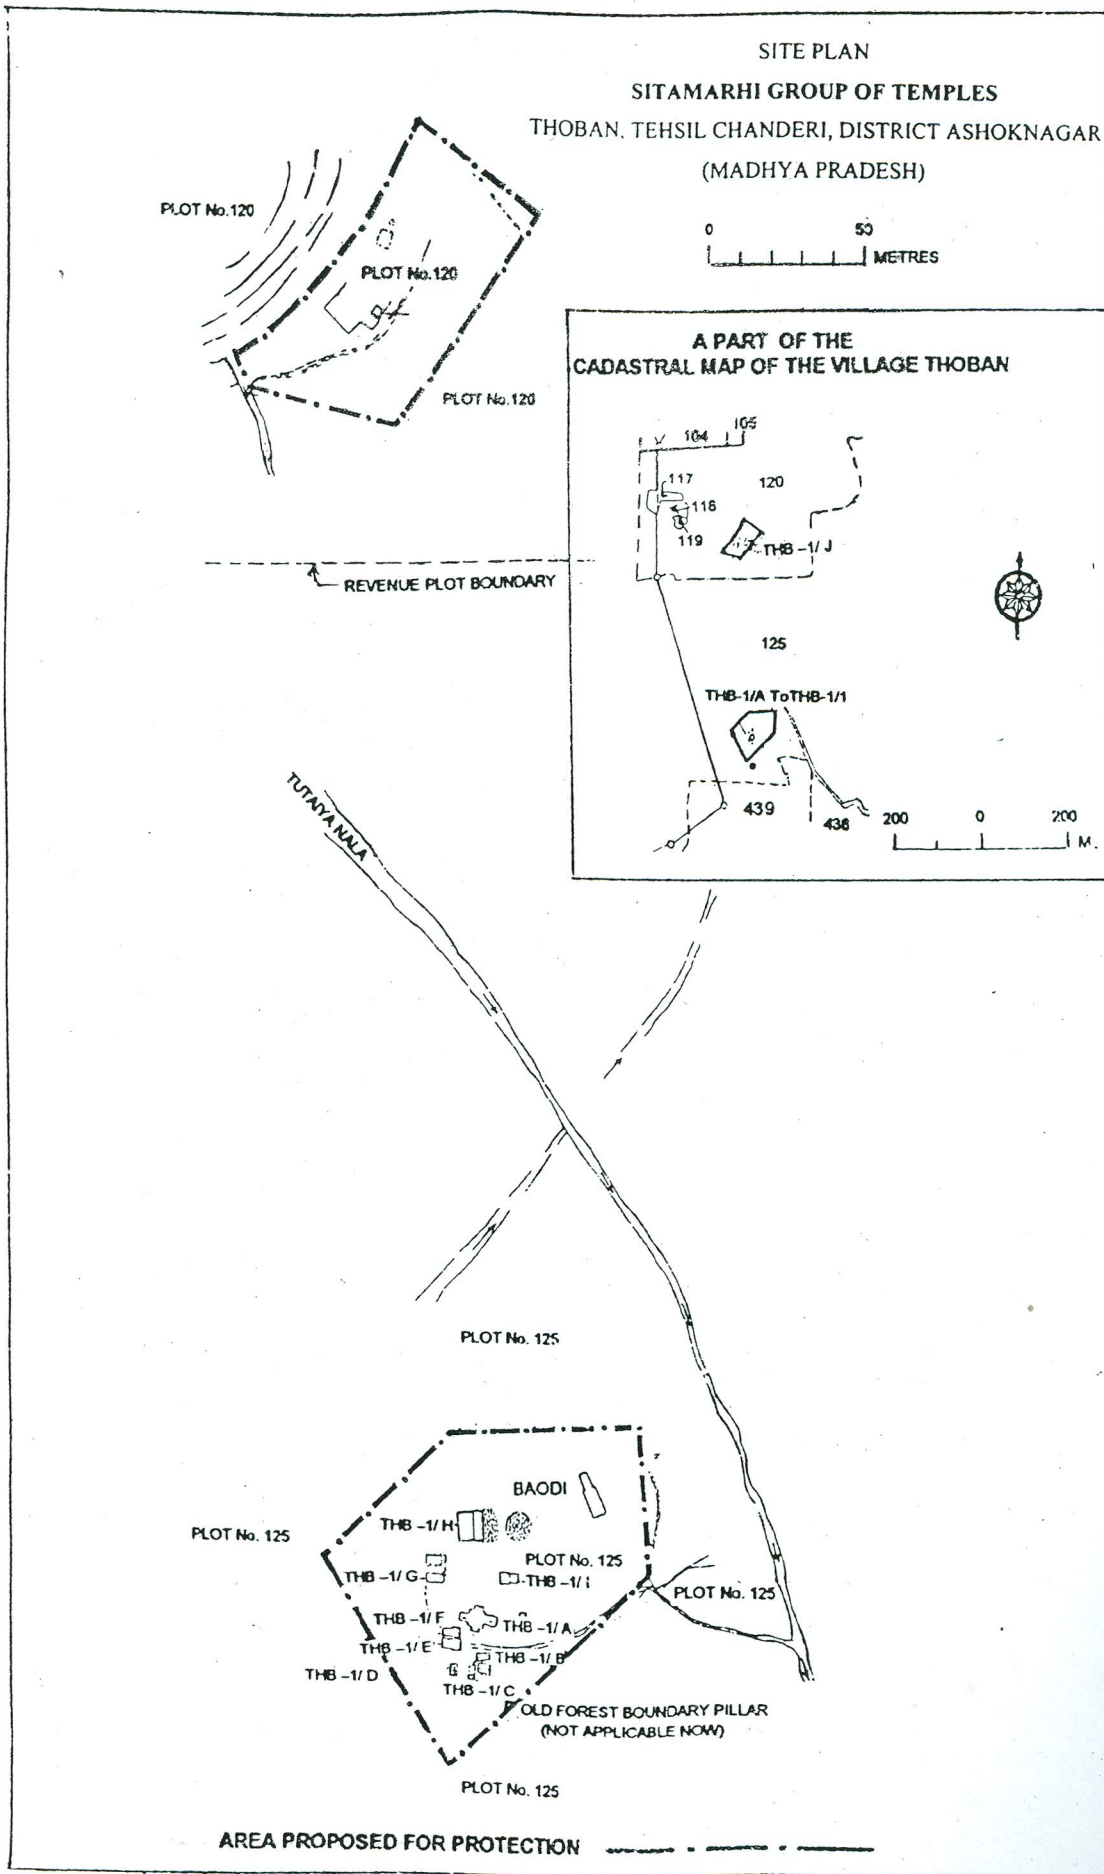 SITE PLAN
SITAMARHI GROUP OF TEMPLES
THOBAN, TEHSIL CHANDERI, DISTRICT ASHOKNAGAR
(MADHYA PRADESH)
0 50
METRES
PLOT No.120
PLOT No.120
PLOT No.120
REVENUE PLOT BOUNDARY
A PART OF THE
CADASTRAL MAP OF THE VILLAGE THOBAN
104 105
117
120
118
119
THB -1/ J
125
THB-1/A To THB-1/1
439
438
200 0 200
M.
TUTAIYA NALA
PLOT No. 125
BAODI
THB -1/ H
PLOT No. 125
PLOT No. 125
THB -1/ G
THB -1/ I
PLOT No. 125
THB -1/ F
THB -1/ A
THB -1/ E
THB -1/ B
THB -1/ D
THB -1/ C
OLD FOREST BOUNDARY PILLAR
(NOT APPLICABLE NOW)
PLOT No. 125
AREA PROPOSED FOR PROTECTION